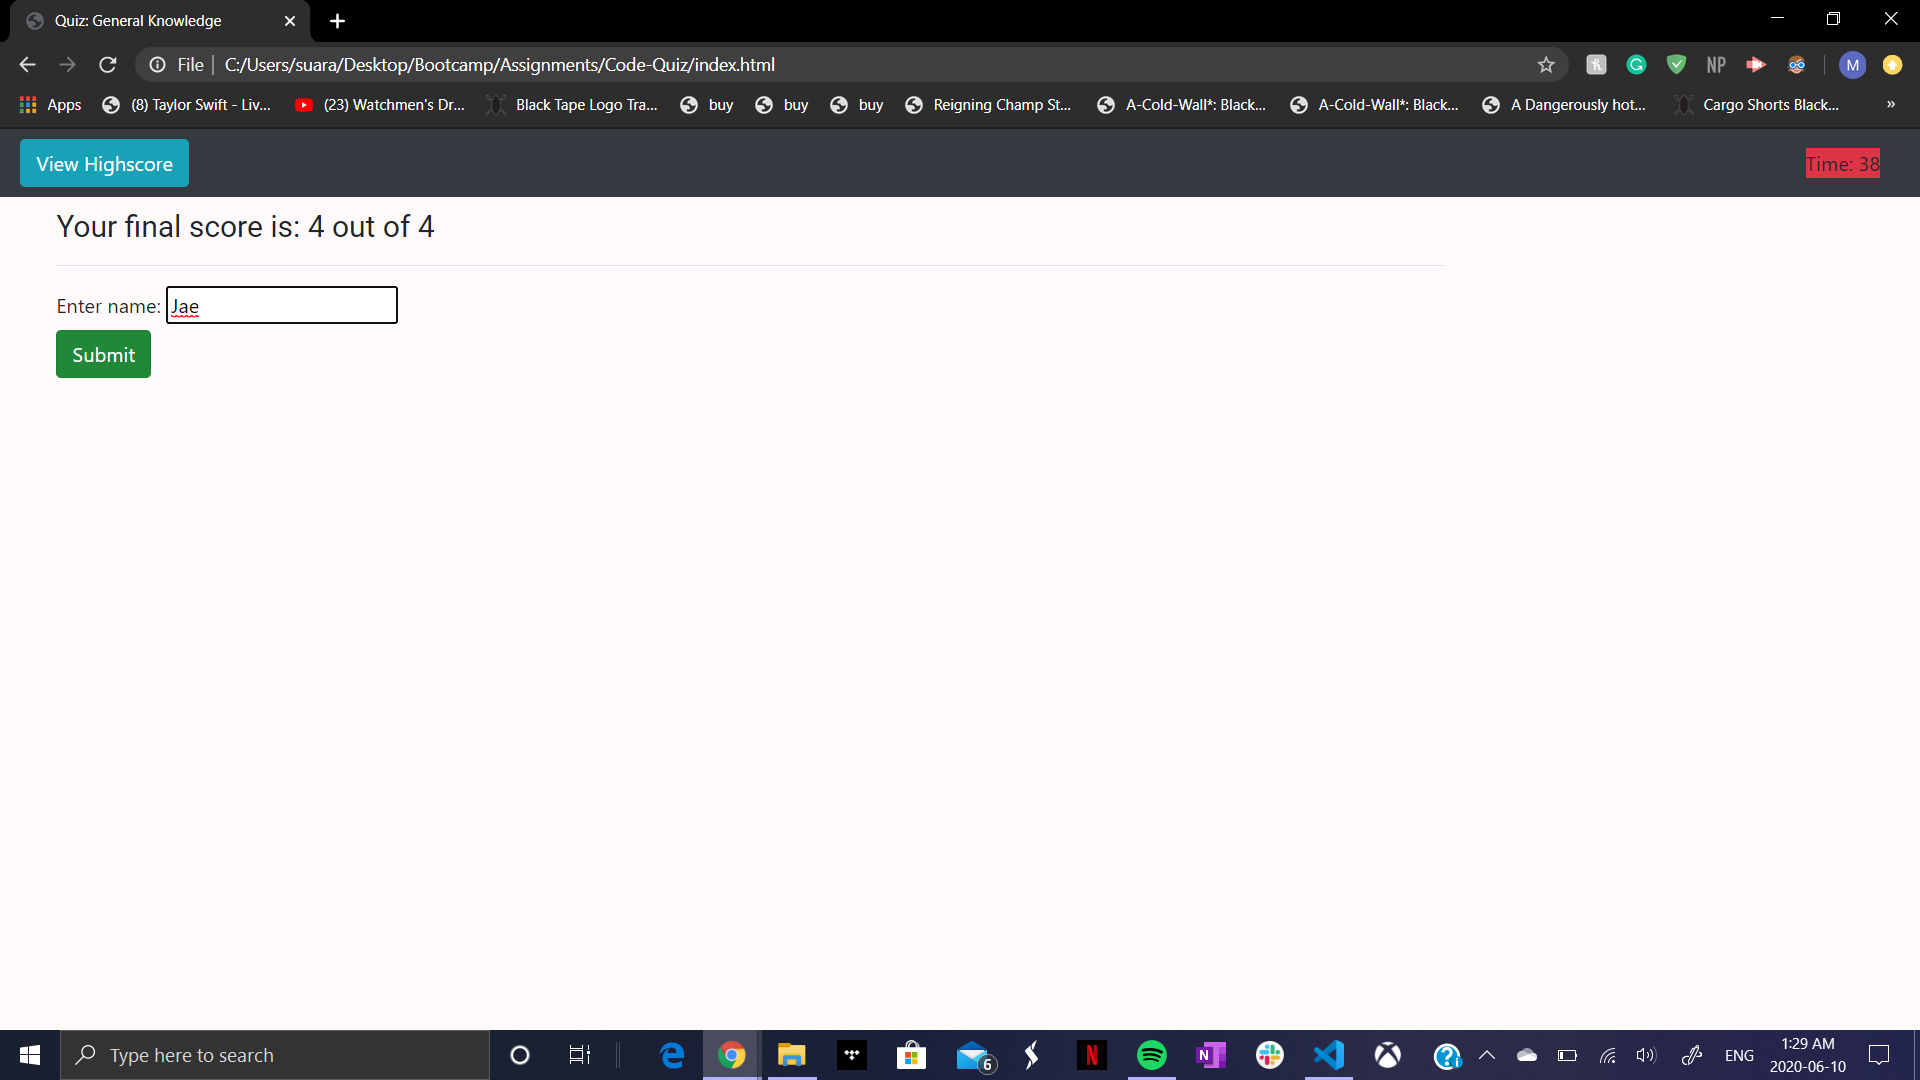 Quiz: General Knowledge
File | C:/Users/suara/Desktop/Bootcamp/Assignments/Code-Quiz/index.html
NP
M
Apps (8) Taylor Swift - Liv... (23) Watchmen's Dr... Black Tape Logo Tra... buy buy buy Reigning Champ St... A-Cold-Wall*: Black... A-Cold-Wall*: Black... A Dangerously hot... Cargo Shorts Black... »
View Highscore
Time: 38
Your final score is: 4 out of 4
Enter name: Jae
Submit
Type here to search
6
N
N
ENG
1:29 AM
2020-06-10